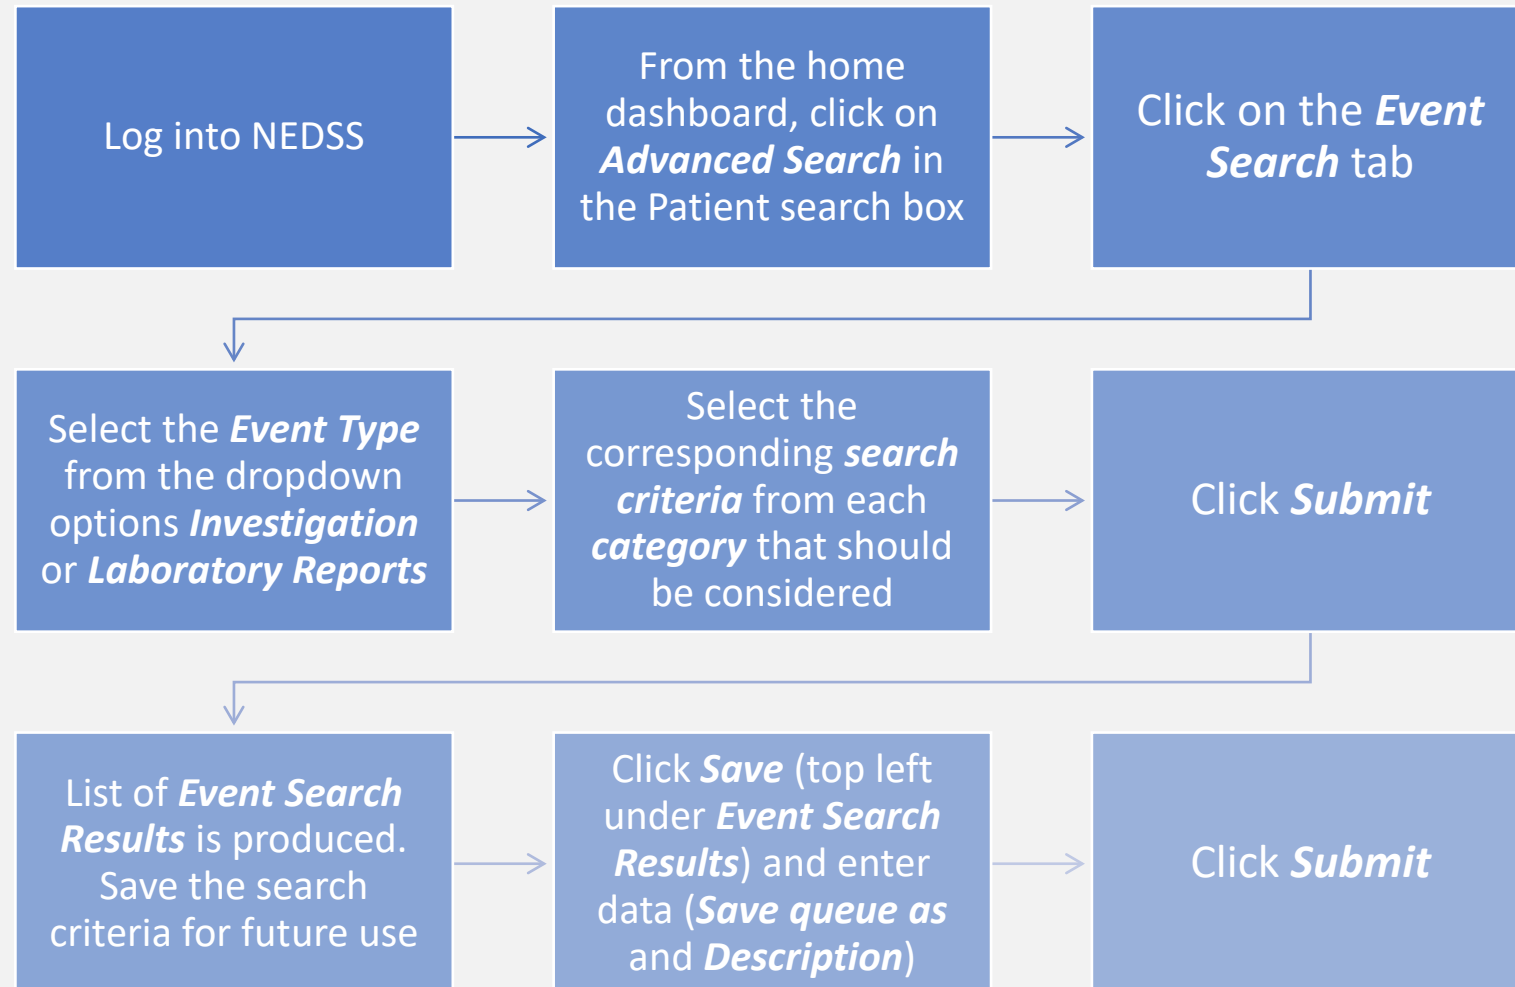 Log into NEDSS
From the home
dashboard, click on
Advanced Search in
the Patient search box
Click on the Event
Search tab
Select the Event Type
from the dropdown
options Investigation
or Laboratory Reports
Select the
corresponding search
criteria from each
category that should
be considered
Click Submit
List of Event Search
Results is produced.
Save the search
criteria for future use
Click Save (top left
under Event Search
Results) and enter
data (Save queue as
and Description)
Click Submit